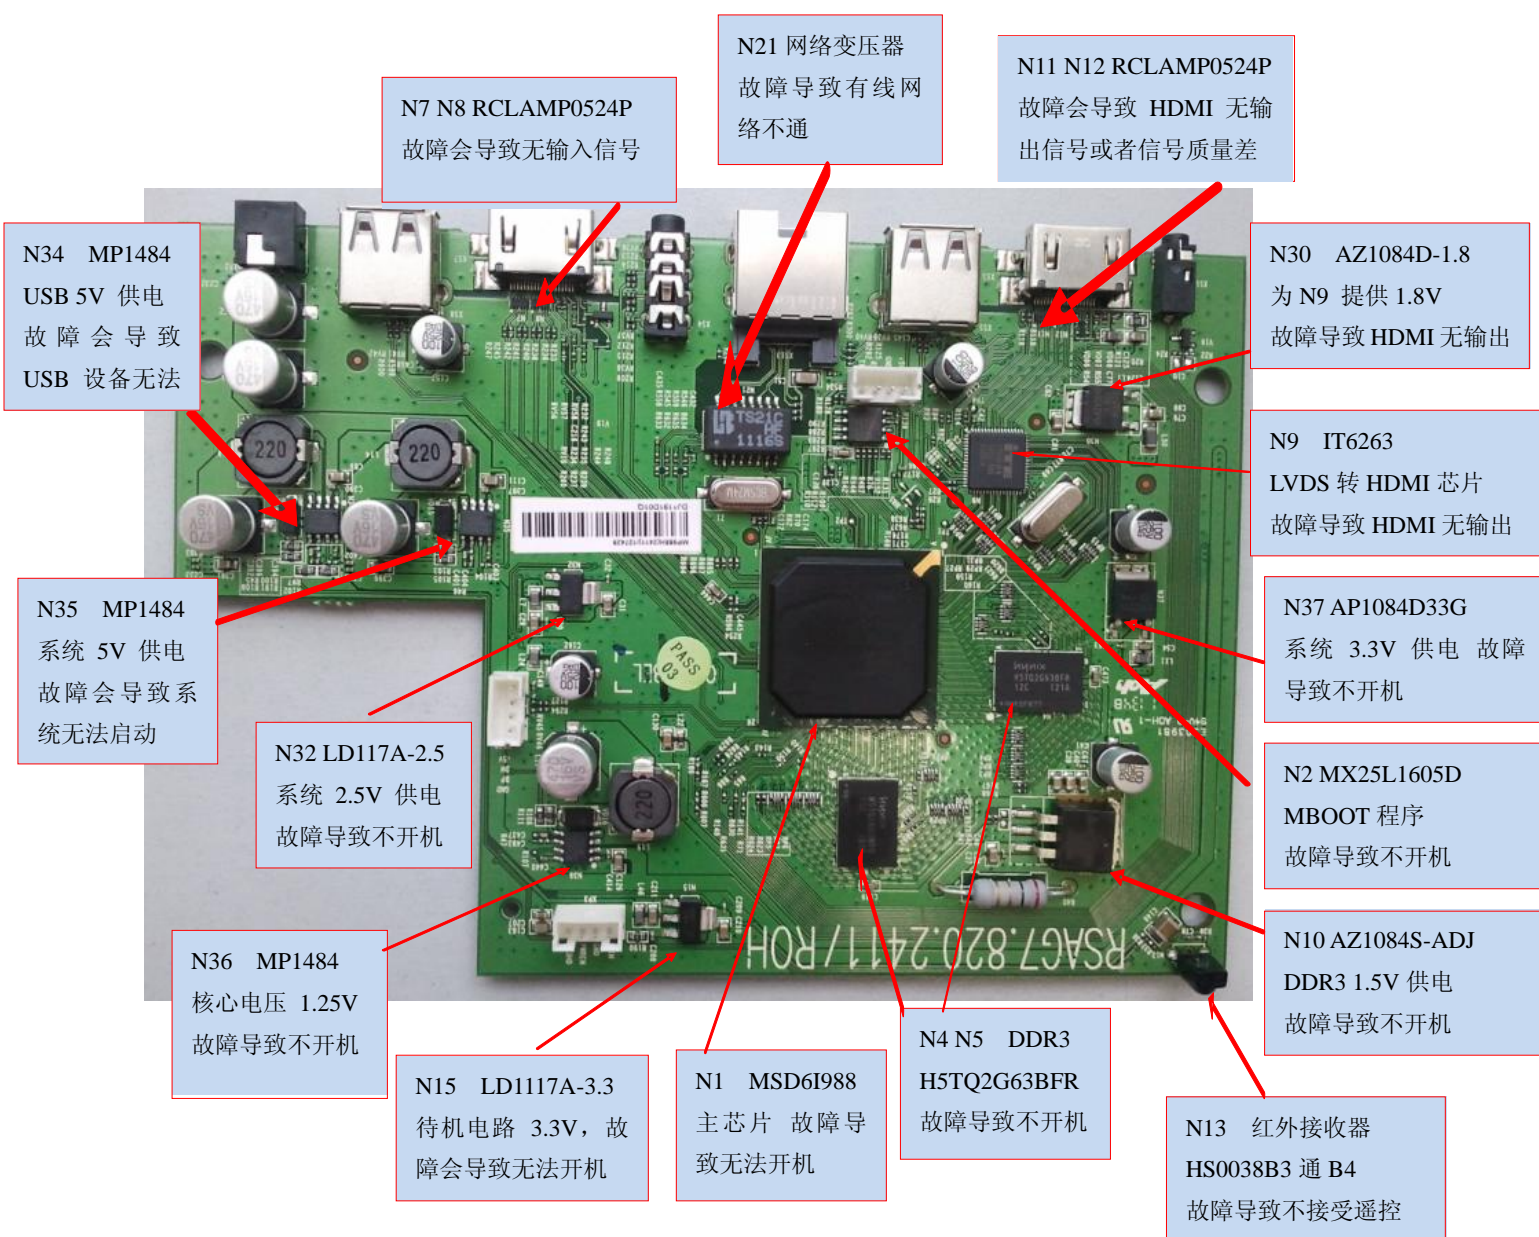 N21 网络变压器
故障导致有线网
络不通
N11 N12 RCLAMP0524P
故障会导致 HDMI 无输
出信号或者信号质量差
N7 N8 RCLAMP0524P
故障会导致无输入信号
N34 MP1484
USB 5V 供电
故障会导致
USB 设备无法
N30 AZ1084D-1.8
为 N9 提供 1.8V
故障导致 HDMI 无输出
N9 IT6263
LVDS 转 HDMI 芯片
故障导致 HDMI 无输出
N35 MP1484
系统 5V 供电
故障会导致系
统无法启动
N37 AP1084D33G
系统 3.3V 供电 故障
导致不开机
N32 LD117A-2.5
系统 2.5V 供电
故障导致不开机
N2 MX25L1605D
MBOOT 程序
故障导致不开机
N10 AZ1084S-ADJ
DDR3 1.5V 供电
故障导致不开机
N36 MP1484
核心电压 1.25V
故障导致不开机
N15 LD1117A-3.3
待机电路 3.3V，故
障会导致无法开机
N1 MSD6I988
主芯片 故障导
致无法开机
N4 N5 DDR3
H5TQ2G63BFR
故障导致不开机
N13 红外接收器
HS0038B3 通 B4
故障导致不接受遥控
TS21C
HF
1116S
220
220
220
PASS
03
RSAG7.820.2411/ROH